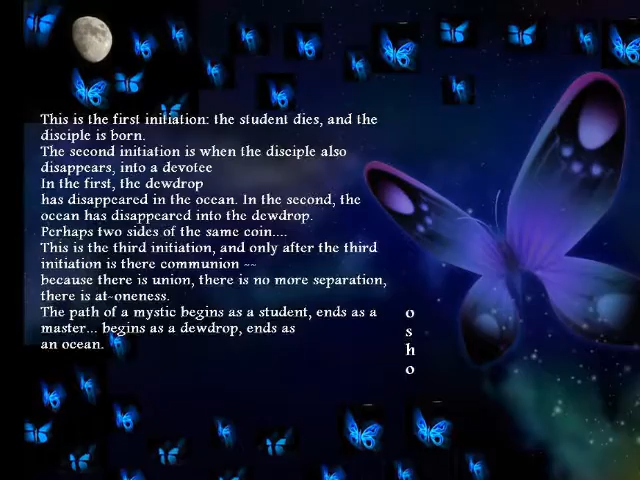 This is the first initiation: the student dies, and the
disciple is born.
The second initiation is when the disciple also
disappears, into a devotee
In the first, the dewdrop
has disappeared in the ocean. In the second, the
ocean has disappeared into the dewdrop.
Perhaps two sides of the same coin....
This is the third initiation, and only after the third
initiation is there communion ~~
because there is union, there is no more separation,
there is at-oneness.
The path of a mystic begins as a student, ends as a
master... begins as a dewdrop, ends as
an ocean.
o
s
h
o